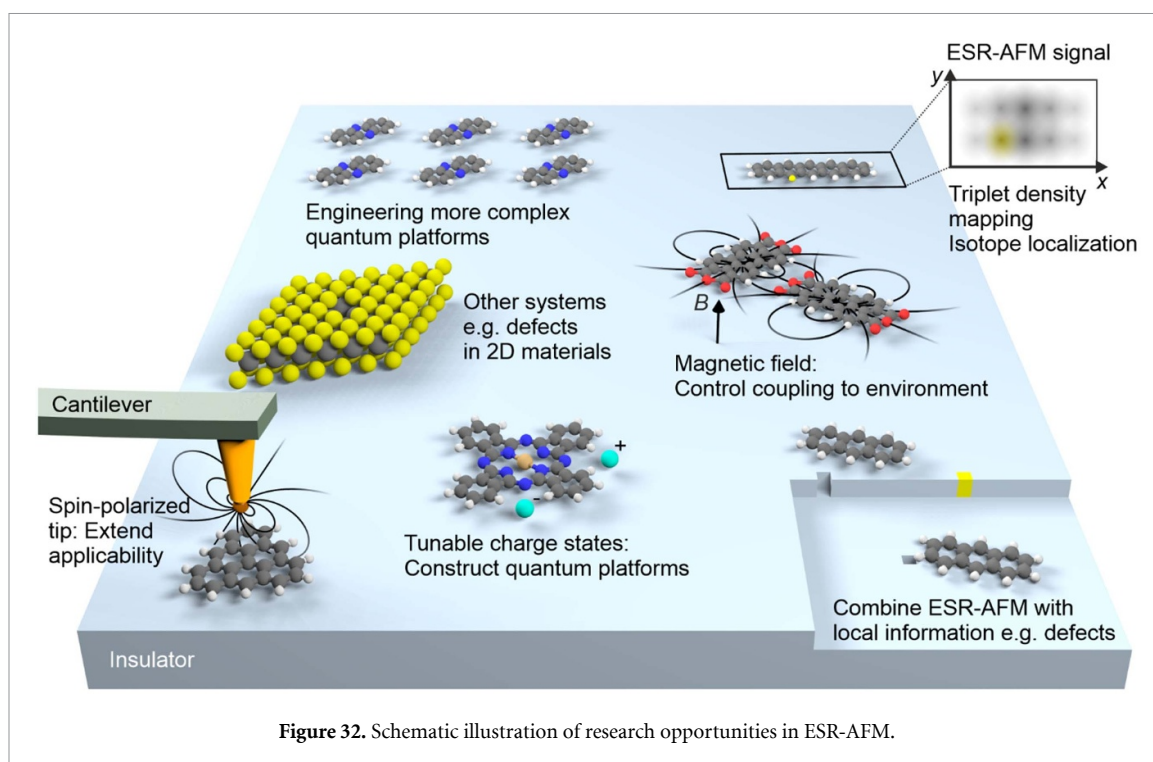 ESR-AFM signal
y
x
Triplet density
mapping
Isotope localization
Engineering more complex
quantum platforms
Other systems
e.g. defects
in 2D materials
B
Magnetic field:
Control coupling to environment
Cantilever
Spin-polarized
tip: Extend
applicability
+
-
Tunable charge states:
Construct quantum platforms
Combine ESR-AFM with
local information e.g. defects
Insulator
Figure 32. Schematic illustration of research opportunities in ESR-AFM.